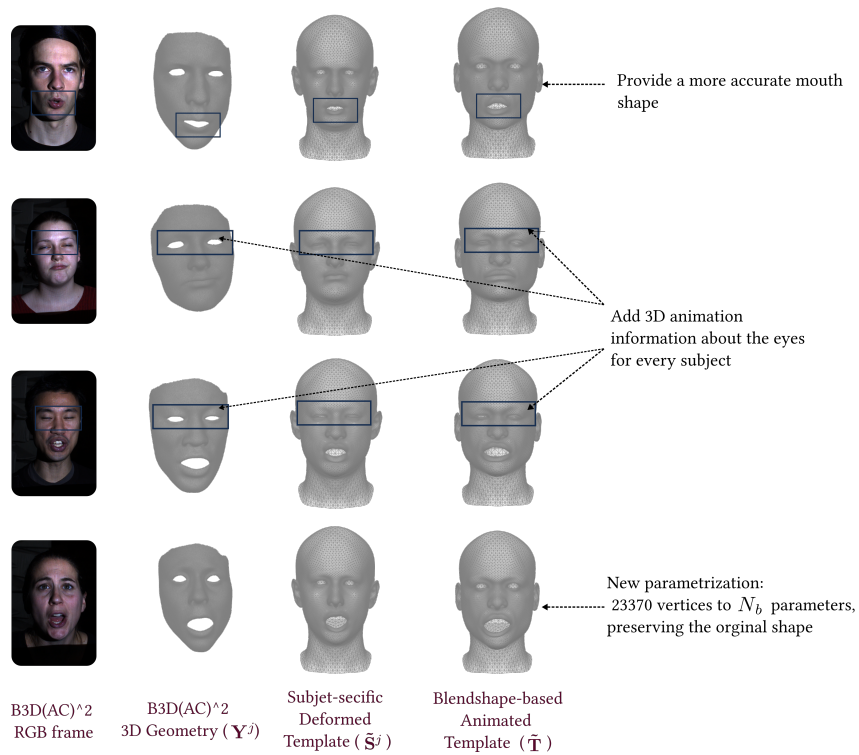 Provide a more accurate mouth
shape
Add 3D animation
information about the eyes
for every subject
New parametrization:
23370 vertices to N_b parameters,
preserving the orginal shape
B3D(AC)^2
RGB frame
B3D(AC)^2
3D Geometry ( Y^j )
Subjet-secific
Deformed
Template ( S̃^j )
Blendshape-based
Animated
Template ( T̃ )